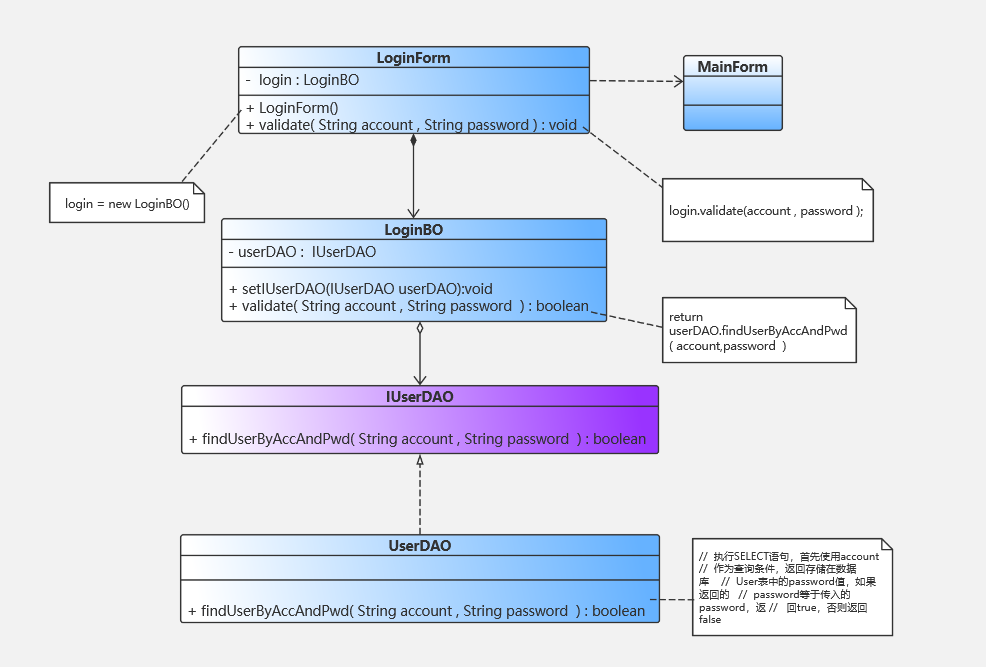 LoginForm
- login : LoginBO
+ LoginForm()
+ validate( String account , String password ) : void
MainForm
login = new LoginBO()
login.validate(account , password );
LoginBO
- userDAO : IUserDAO
+ setIUserDAO(IUserDAO userDAO):void
+ validate( String account , String password ) : boolean
return
userDAO.findUserByAccAndPwd
( account,password )
IUserDAO
+ findUserByAccAndPwd( String account , String password ) : boolean
UserDAO
+ findUserByAccAndPwd( String account , String password ) : boolean
// 执行SELECT语句，首先使用account
// 作为查询条件，返回存储在数据
库 // User表中的password值，如果
返回的 // password等于传入的
password，返 // 回true，否则返回
false